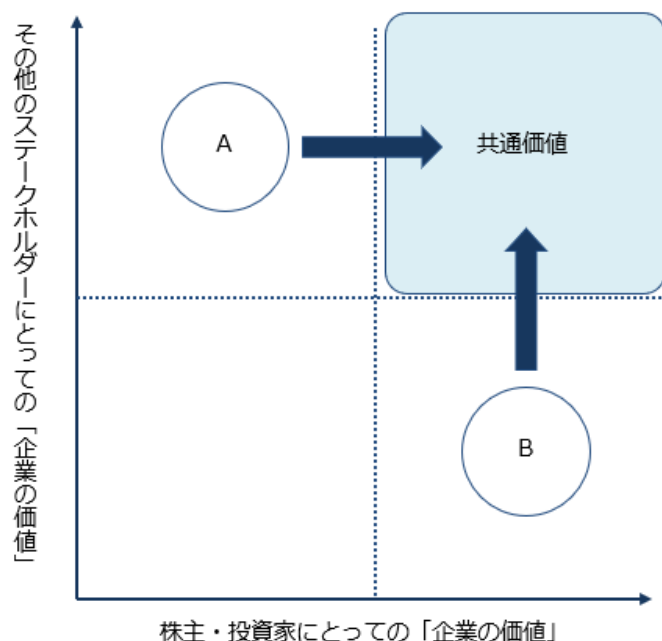 その他のステークホルダーにとっての「企業の価値」
A
共通価値
B
株主・投資家にとっての「企業の価値」